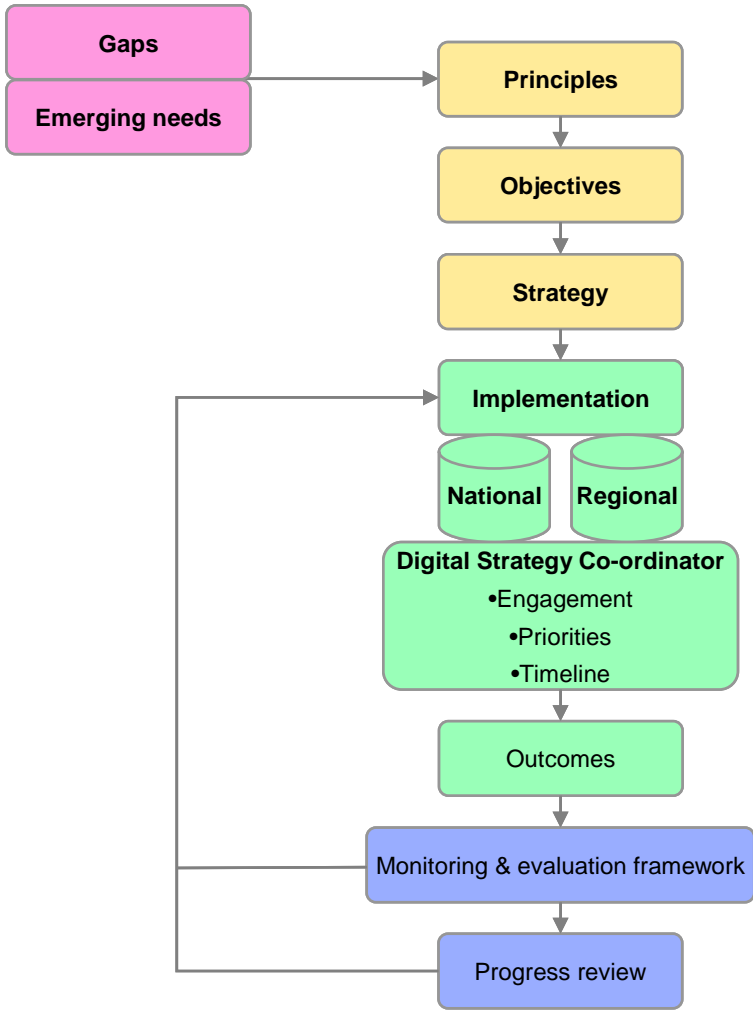 Gaps
Emerging needs
Principles
Objectives
Strategy
Implementation
National
Regional
Digital Strategy Co-ordinator
•Engagement
•Priorities
•Timeline
Outcomes
Monitoring & evaluation framework
Progress review